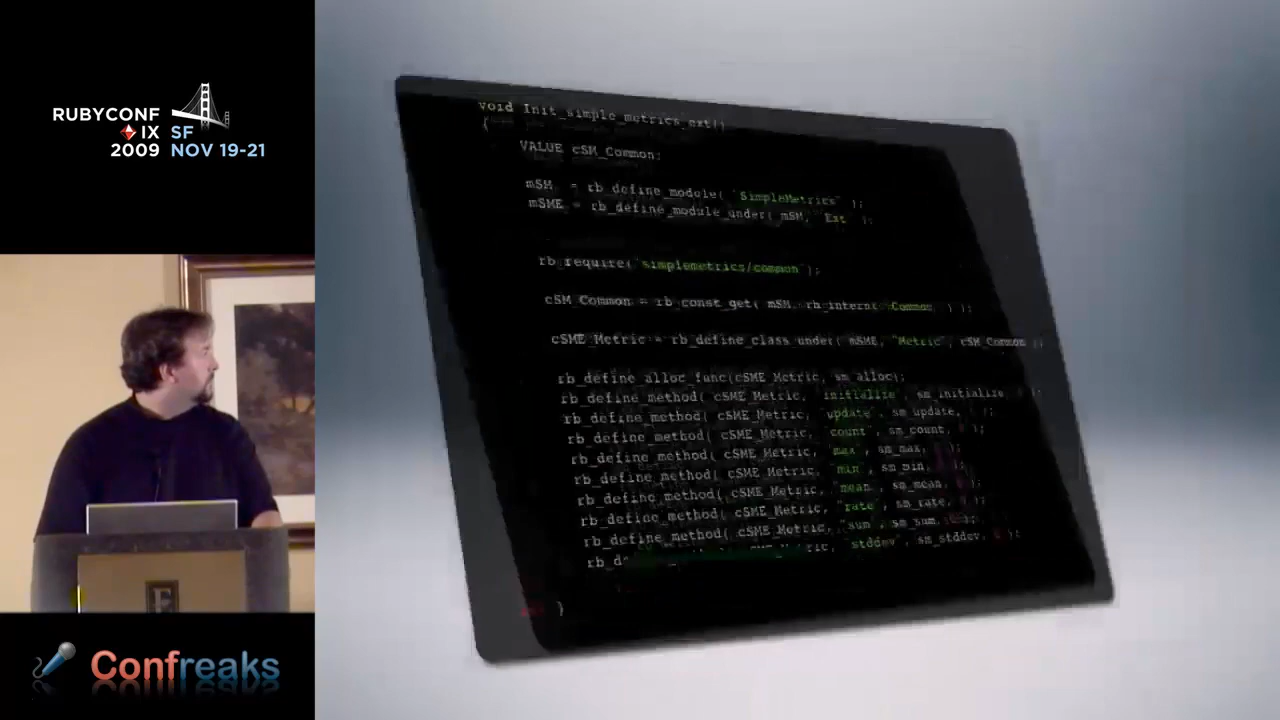 RUBYCONF
IX SF
2009 NOV 19-21
void Init_simple_metrics_ext()
{
VALUE cSM_Common;
mSM = rb_define_module( "SimpleMetrics" );
mSME = rb_define_module_under( mSM, "Ext" );
rb_require( "simplemetrics/common");
cSM_Common = rb_const_get( mSM, rb_intern( "Common" ) );
cSME_Metric = rb_define_class_under( mSME, "Metric", cSM_Common );
rb_define_alloc_func(cSME_Metric, sm_alloc);
rb_define_method( cSME_Metric, "initialize", sm_initialize,
rb_define_method( cSME_Metric, "update", sm_update, );
rb_define_method( cSME_Metric, "count", sm_count, );
rb_define_method( cSME_Metric, "max", sm_max, );
rb_define_method( cSME_Metric, "min", sm_min, );
rb_define_method( cSME_Metric, "mean", sm_mean, );
rb_define_method( cSME_Metric, "rate", sm_rate, );
rb_define_method( cSME_Metric, "sum", sm_sum, );
rb_define_method( cSME_Metric, "stddev", sm_stddev, );
}
Confreaks